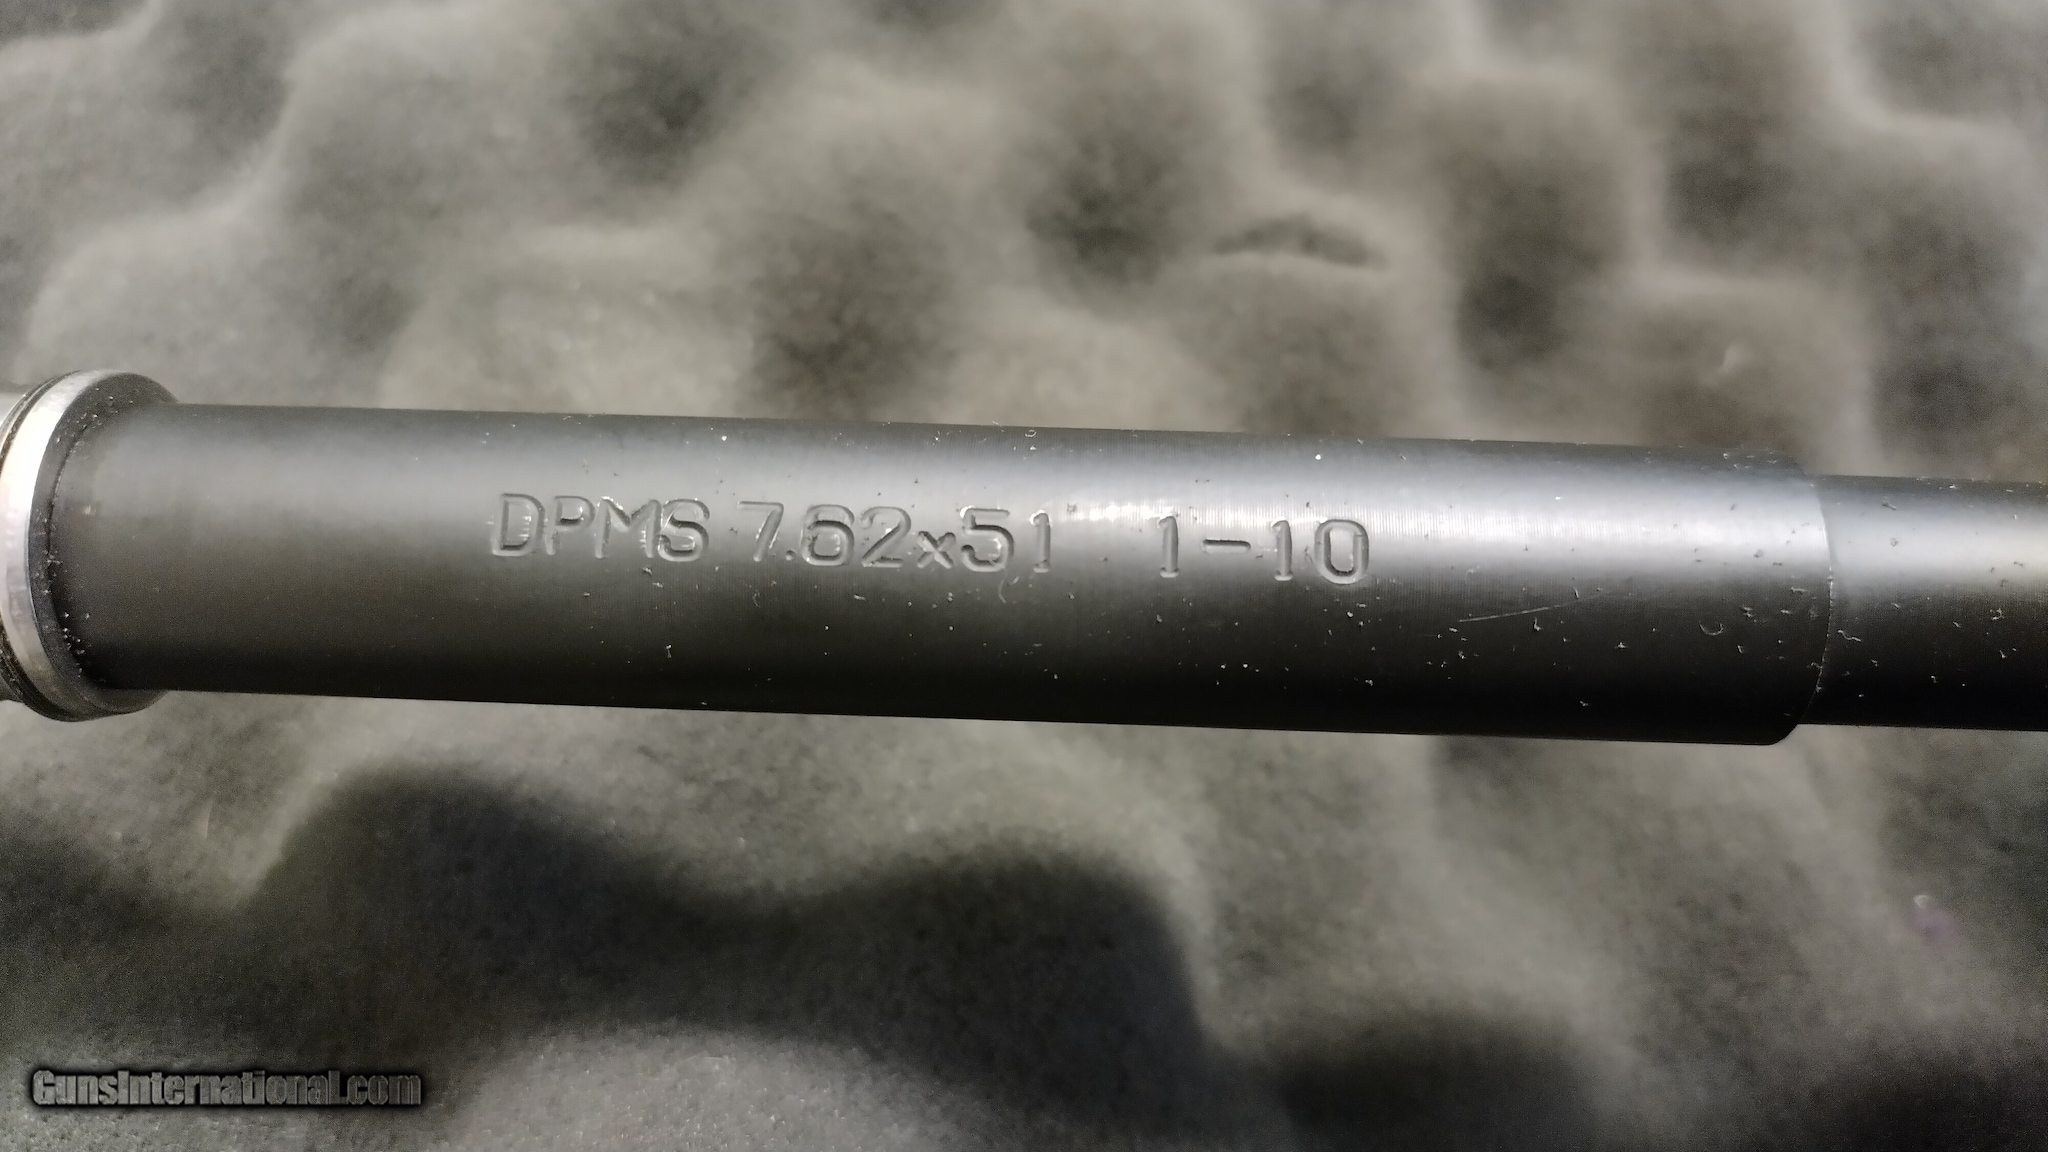 DPMS 7.62x51 1-10
GunsInternational.com